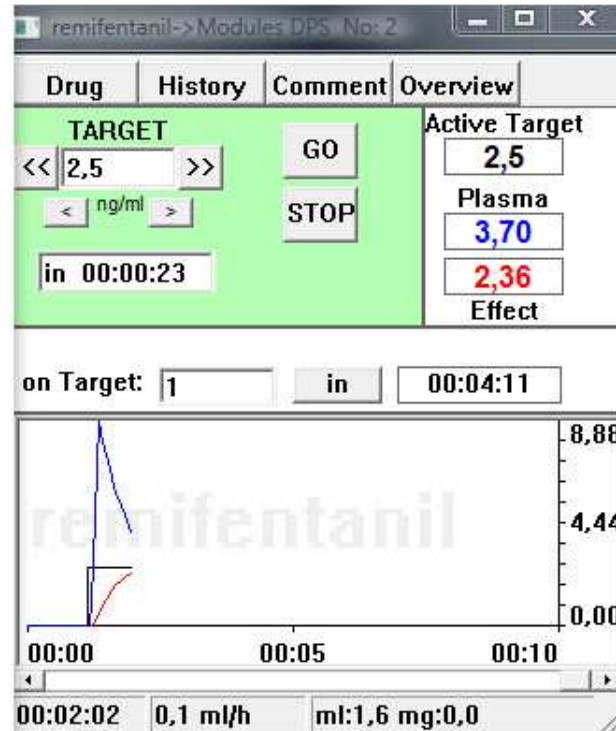 remifentanil->Modules DPS No: 2
Drug History Comment Overview
TARGET
<< 2,5 >>
< ng/ml >
in 00:00:23
GO
STOP
Active Target
2,5
Plasma
3,70
2,36
Effect
on Target: 1 in 00:04:11
remifentanil
8,88
4,44
0,00
00:00 00:05 00:10
00:02:02 0,1 ml/h ml:1,6 mg:0,0